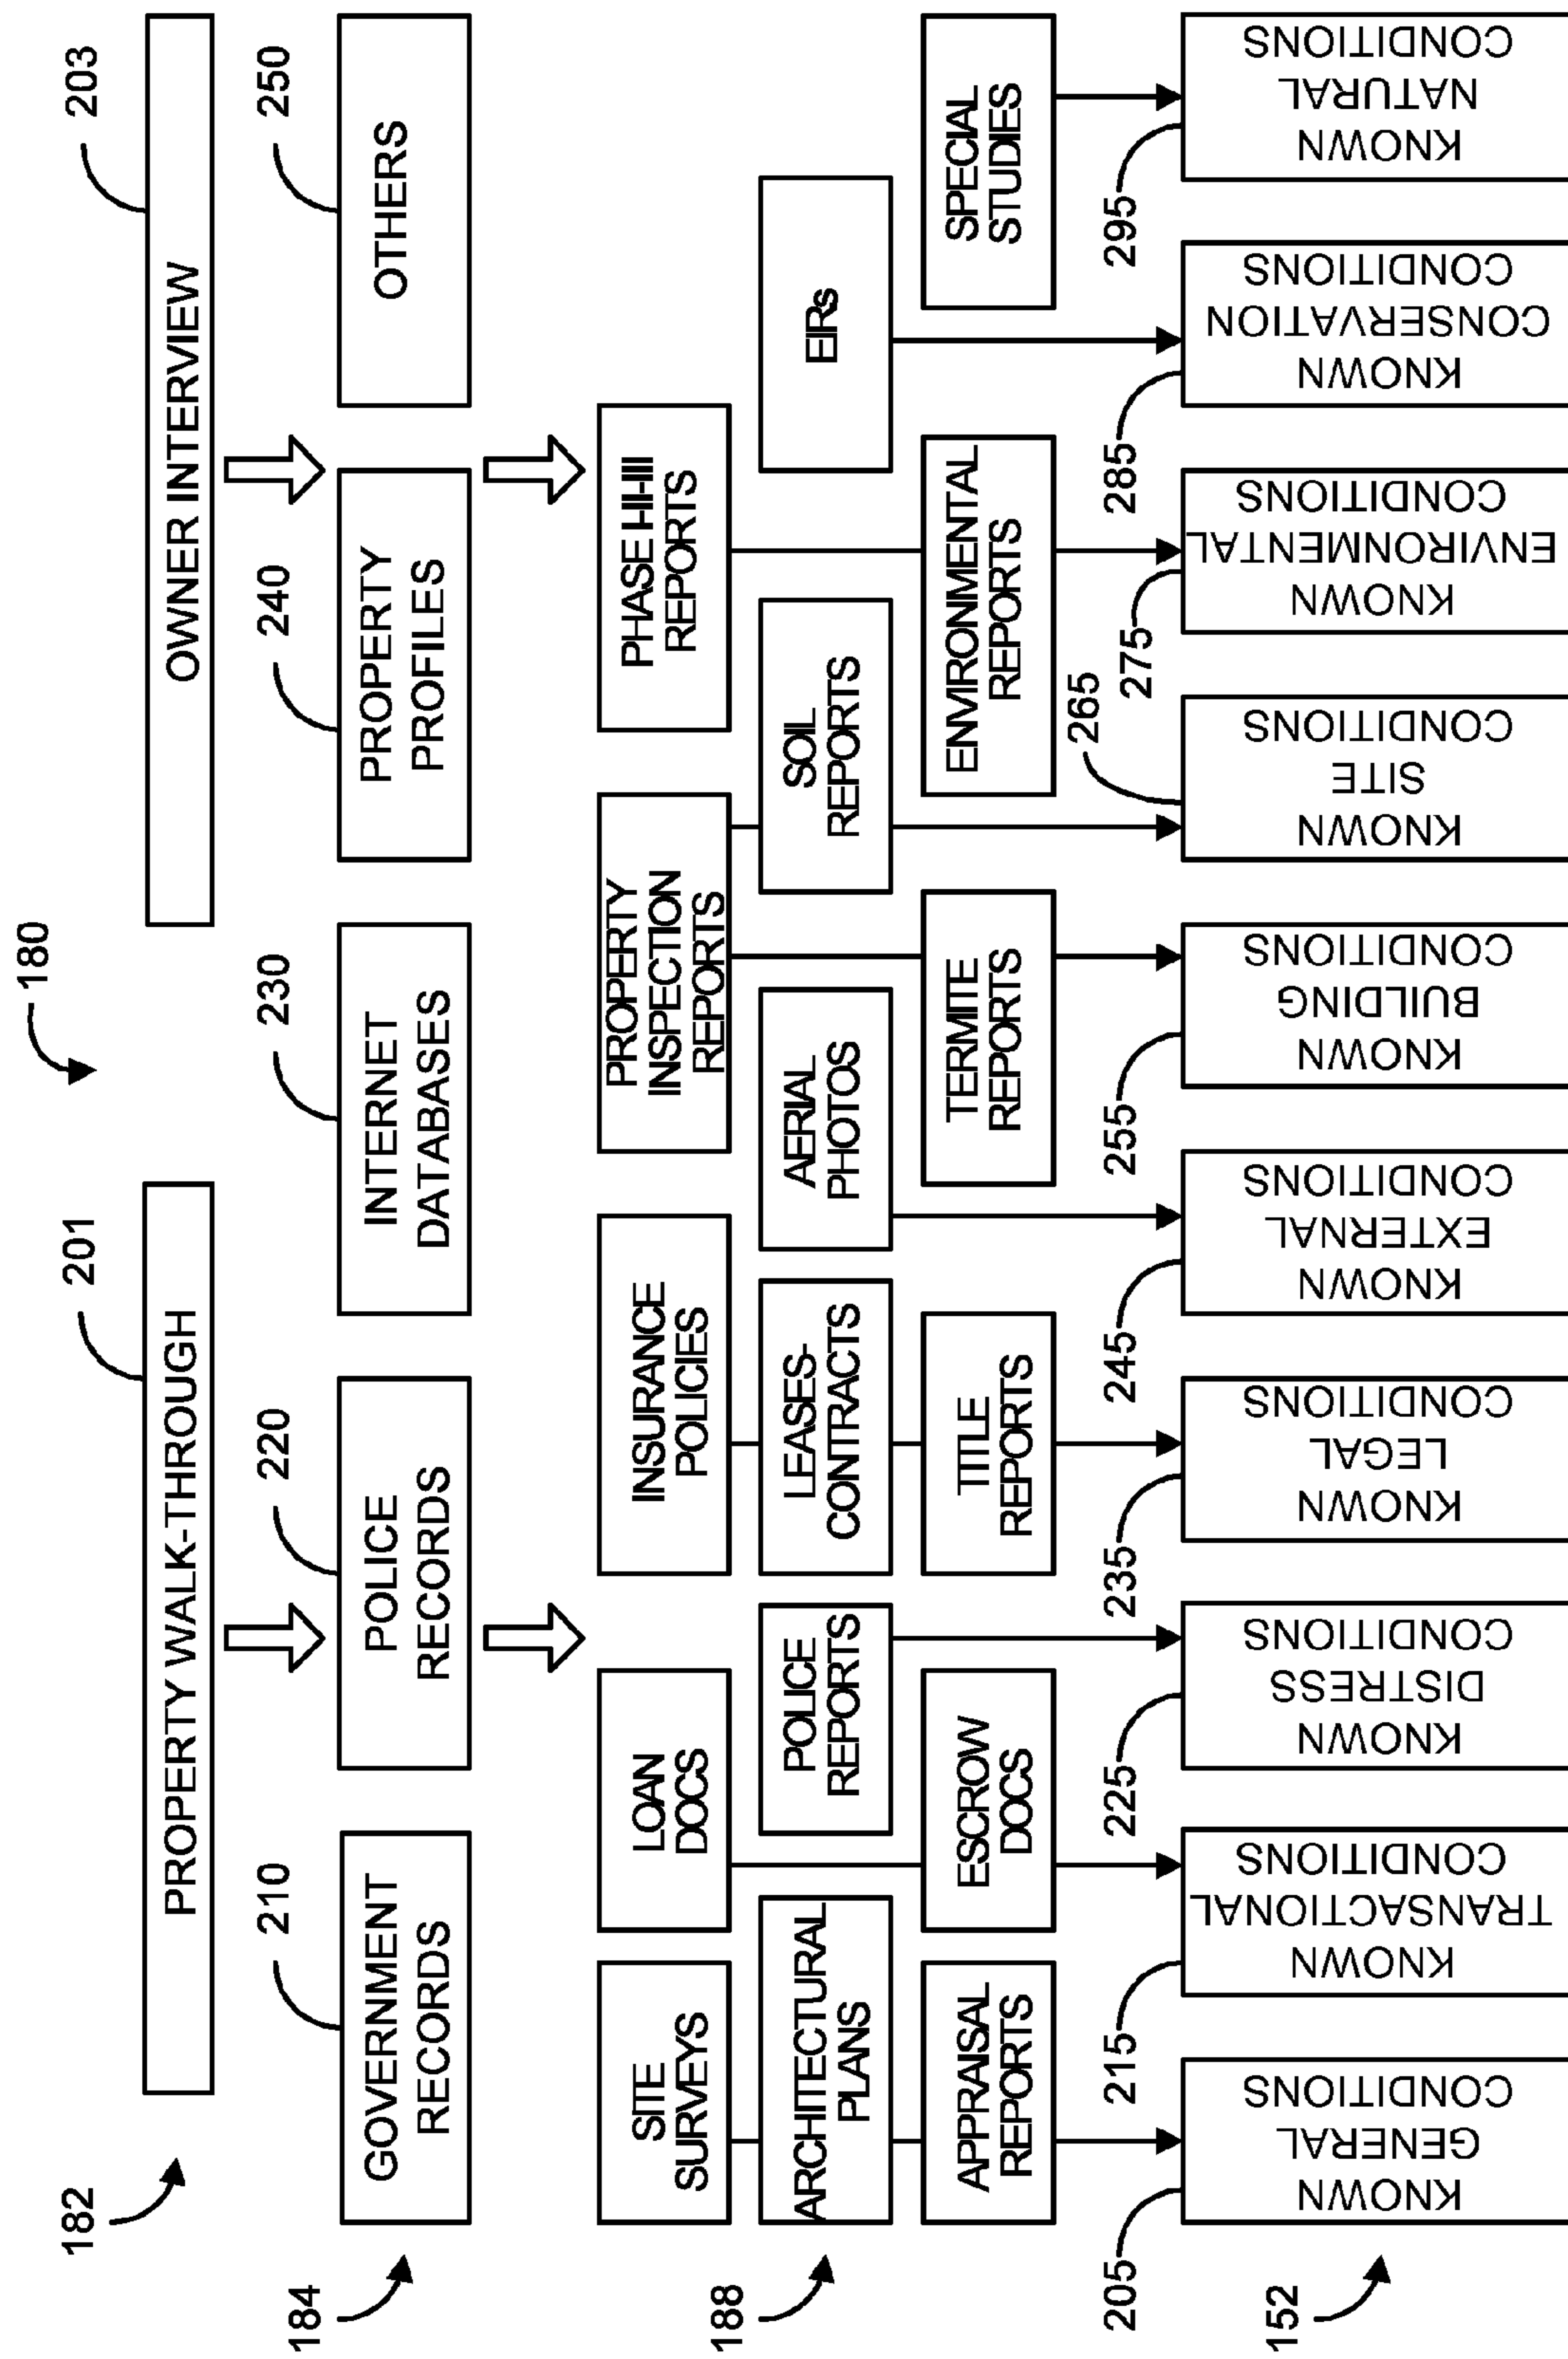 180
182
201
PROPERTY WALK-THROUGH
203
OWNER INTERVIEW
184
210
GOVERNMENT
RECORDS
220
POLICE
RECORDS
230
INTERNET
DATABASES
240
PROPERTY
PROFILES
250
OTHERS
188
SITE
SURVEYS
LOAN
DOCS
INSURANCE
POLICIES
PROPERTY
INSPECTION
REPORTS
PHASE I-II-III
REPORTS
ARCHITECTURAL
PLANS
POLICE
REPORTS
LEASES-
CONTRACTS
AERIAL
PHOTOS
SOIL
REPORTS
EIRs
APPRAISAL
REPORTS
ESCROW
DOCS
TITLE
REPORTS
TERMITE
REPORTS
ENVIRONMENTAL
REPORTS
SPECIAL
STUDIES
152
205
KNOWN
GENERAL
CONDITIONS
215
KNOWN
TRANSACTIONAL
CONDITIONS
225
KNOWN
DISTRESS
CONDITIONS
235
KNOWN
LEGAL
CONDITIONS
245
KNOWN
EXTERNAL
CONDITIONS
255
KNOWN
BUILDING
CONDITIONS
265
KNOWN
SITE
CONDITIONS
275
KNOWN
ENVIRONMENTAL
CONDITIONS
285
KNOWN
CONSERVATION
CONDITIONS
295
KNOWN
NATURAL
CONDITIONS